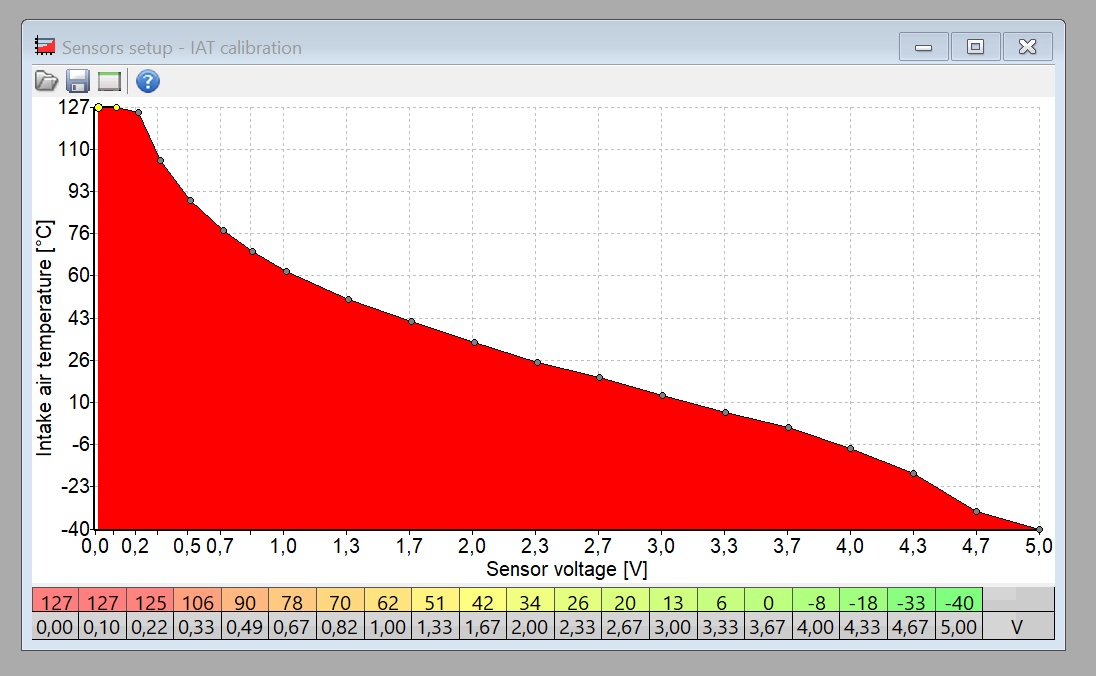 Sensors setup - IAT calibration
Intake air temperature [°C]
127
110
93
76
60
43
26
10
-6
-23
-40
0,0 0,2 0,5 0,7 1,0 1,3 1,7 2,0 2,3 2,7 3,0 3,3 3,7 4,0 4,3 4,7 5,0
Sensor voltage [V]
127 127 125 106 90 78 70 62 51 42 34 26 20 13 6 0 -8 -18 -33 -40
0,00 0,10 0,22 0,33 0,49 0,67 0,82 1,00 1,33 1,67 2,00 2,33 2,67 3,00 3,33 3,67 4,00 4,33 4,67 5,00 V